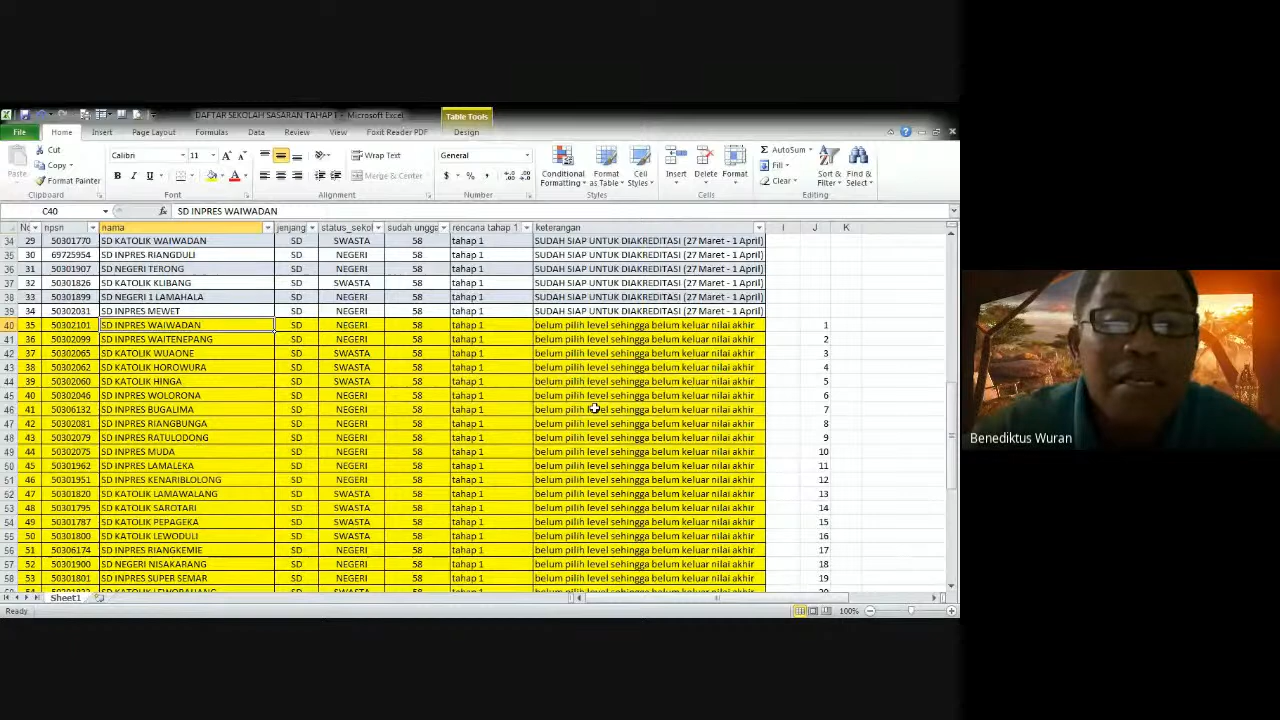 DAFTAR SEKOLAH SASARAN TAHAP I - Microsoft Excel
Table Tools
File Home Insert Page Layout Formulas Data Review View Foxit Reader PDF Design
Cut
Copy
Format Painter
Paste
Clipboard
Calibri 11
Font
Wrap Text
Merge & Center
Alignment
General
Number
Conditional Formatting
Format as Table
Cell Styles
Styles
Insert Delete Format
Cells
AutoSum
Fill
Clear
Sort & Filter
Find & Select
Editing
C40 fx SD INPRES WAIWADAN
No npsn nama jenjang status_sekol sudah ungga rencana tahap 1 keterangan I J K
34 29 50301770 SD KATOLIK WAIWADAN SD SWASTA 58 tahap 1 SUDAH SIAP UNTUK DIAKREDITASI (27 Maret - 1 April)
35 30 69725954 SD INPRES RIANGDULI SD NEGERI 58 tahap 1 SUDAH SIAP UNTUK DIAKREDITASI (27 Maret - 1 April)
36 31 50301907 SD NEGERI TERONG SD NEGERI 58 tahap 1 SUDAH SIAP UNTUK DIAKREDITASI (27 Maret - 1 April)
37 32 50301826 SD KATOLIK KLIBANG SD SWASTA 58 tahap 1 SUDAH SIAP UNTUK DIAKREDITASI (27 Maret - 1 April)
38 33 50301899 SD NEGERI 1 LAMAHALA SD NEGERI 58 tahap 1 SUDAH SIAP UNTUK DIAKREDITASI (27 Maret - 1 April)
39 34 50302031 SD INPRES MEWET SD NEGERI 58 tahap 1 SUDAH SIAP UNTUK DIAKREDITASI (27 Maret - 1 April)
40 35 50302101 SD INPRES WAIWADAN SD NEGERI 58 tahap 1 belum pilih level sehingga belum keluar nilai akhir 1
41 36 50302099 SD INPRES WAITENEPANG SD NEGERI 58 tahap 1 belum pilih level sehingga belum keluar nilai akhir 2
42 37 50302065 SD KATOLIK WUAONE SD SWASTA 58 tahap 1 belum pilih level sehingga belum keluar nilai akhir 3
43 38 50302062 SD KATOLIK HOROWURA SD SWASTA 58 tahap 1 belum pilih level sehingga belum keluar nilai akhir 4
44 39 50302060 SD KATOLIK HINGA SD SWASTA 58 tahap 1 belum pilih level sehingga belum keluar nilai akhir 5
45 40 50302046 SD INPRES WOLORONA SD NEGERI 58 tahap 1 belum pilih level sehingga belum keluar nilai akhir 6
46 41 50306132 SD INPRES BUGALIMA SD NEGERI 58 tahap 1 belum pilih level sehingga belum keluar nilai akhir 7
47 42 50302081 SD INPRES RIANGBUNGA SD NEGERI 58 tahap 1 belum pilih level sehingga belum keluar nilai akhir 8
48 43 50302079 SD INPRES RATULODONG SD NEGERI 58 tahap 1 belum pilih level sehingga belum keluar nilai akhir 9
49 44 50302075 SD INPRES MUDA SD NEGERI 58 tahap 1 belum pilih level sehingga belum keluar nilai akhir 10
50 45 50301962 SD INPRES LAMALEKA SD NEGERI 58 tahap 1 belum pilih level sehingga belum keluar nilai akhir 11
51 46 50301951 SD INPRES KENARIBLOLONG SD NEGERI 58 tahap 1 belum pilih level sehingga belum keluar nilai akhir 12
52 47 50301820 SD KATOLIK LAMAWALANG SD SWASTA 58 tahap 1 belum pilih level sehingga belum keluar nilai akhir 13
53 48 50301795 SD KATOLIK SAROTARI SD SWASTA 58 tahap 1 belum pilih level sehingga belum keluar nilai akhir 14
54 49 50301787 SD KATOLIK PEPAGEKA SD SWASTA 58 tahap 1 belum pilih level sehingga belum keluar nilai akhir 15
55 50 50301800 SD KATOLIK LEWODULI SD SWASTA 58 tahap 1 belum pilih level sehingga belum keluar nilai akhir 16
56 51 50306174 SD INPRES RIANGKEMIE SD NEGERI 58 tahap 1 belum pilih level sehingga belum keluar nilai akhir 17
57 52 50301900 SD NEGERI NISAKARANG SD NEGERI 58 tahap 1 belum pilih level sehingga belum keluar nilai akhir 18
58 53 50301801 SD INPRES SUPER SEMAR SD NEGERI 58 tahap 1 belum pilih level sehingga belum keluar nilai akhir 19
Sheet1
Ready 100%
Benediktus Wuran